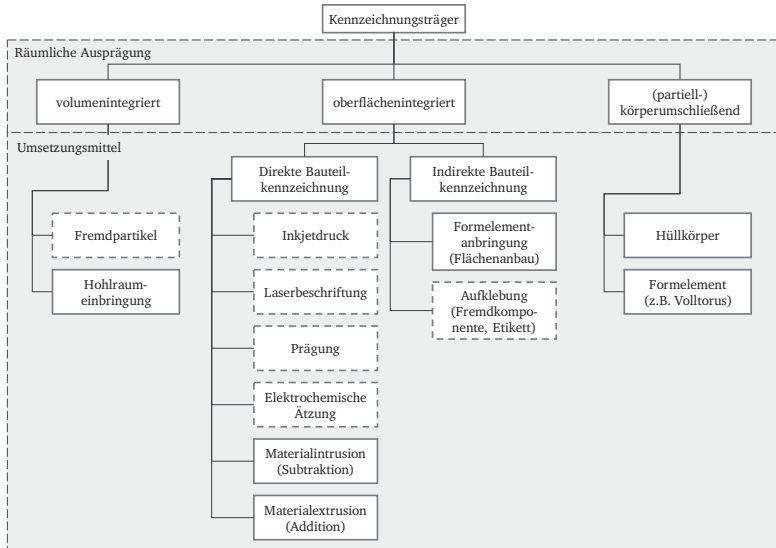 Kennzeichnungsträger
Räumliche Ausprägung
volumenintegriert
oberflächenintegriert
(partiell-)
körperumschließend
Umsetzungsmittel
Direkte Bauteil-
kennzeichnung
Indirekte Bauteil-
kennzeichnung
Fremdpartikel
Hohlraum-
einbringung
Inkjetdruck
Laserbeschriftung
Prägung
Elektrochemische
Ätzung
Materialintrusion
(Subtraktion)
Materialextrusion
(Addition)
Formelement-
anbringung
(Flächenanbau)
Aufklebung
(Fremdkompo-
nente, Etikett)
Hüllkörper
Formelement
(z.B. Volltorus)